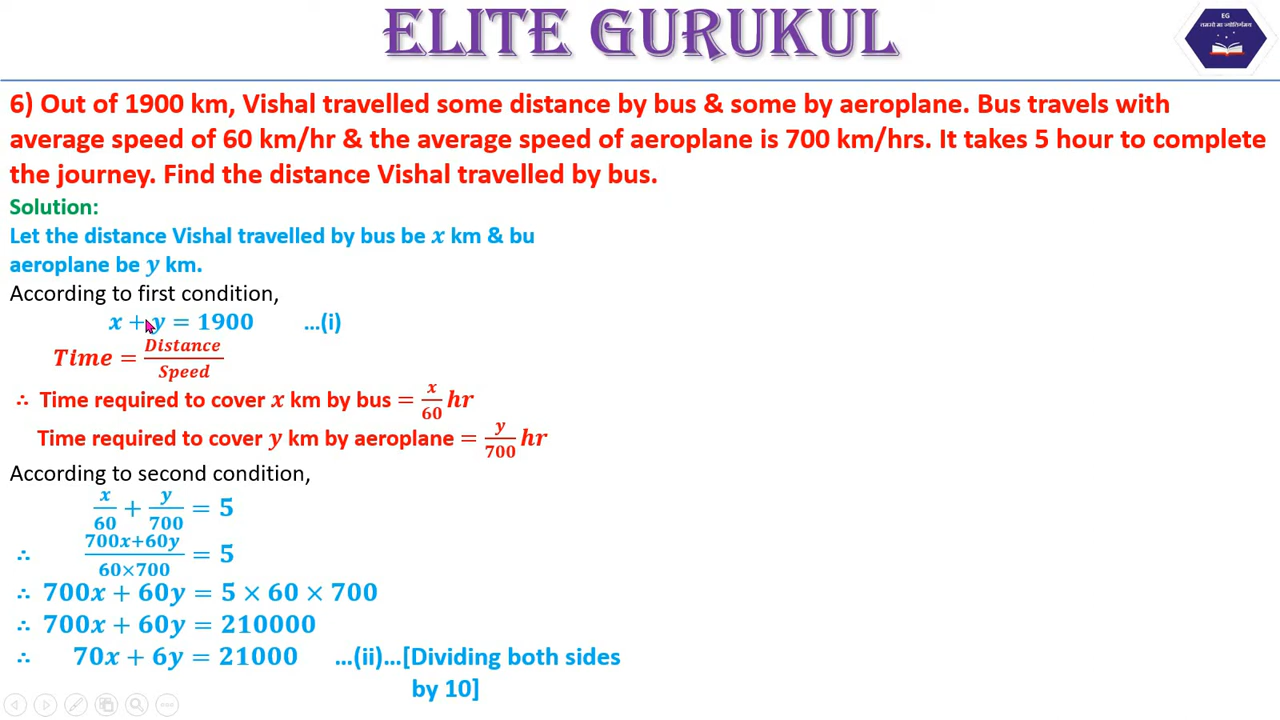 ELITE GURUKUL
EG
तमसो मा ज्योतिर्गमय
6) Out of 1900 km, Vishal travelled some distance by bus & some by aeroplane. Bus travels with
average speed of 60 km/hr & the average speed of aeroplane is 700 km/hrs. It takes 5 hour to complete
the journey. Find the distance Vishal travelled by bus.
Solution:
Let the distance Vishal travelled by bus be x km & bu
aeroplane be y km.
According to first condition,
x + y = 1900 …(i)
Time = Distance/Speed
∴ Time required to cover x km by bus = x/60 hr
Time required to cover y km by aeroplane = y/700 hr
According to second condition,
x/60 + y/700 = 5
∴ 700x+60y/60×700 = 5
∴ 700x + 60y = 5 × 60 × 700
∴ 700x + 60y = 210000
∴ 70x + 6y = 21000 …(ii)…[Dividing both sides
by 10]